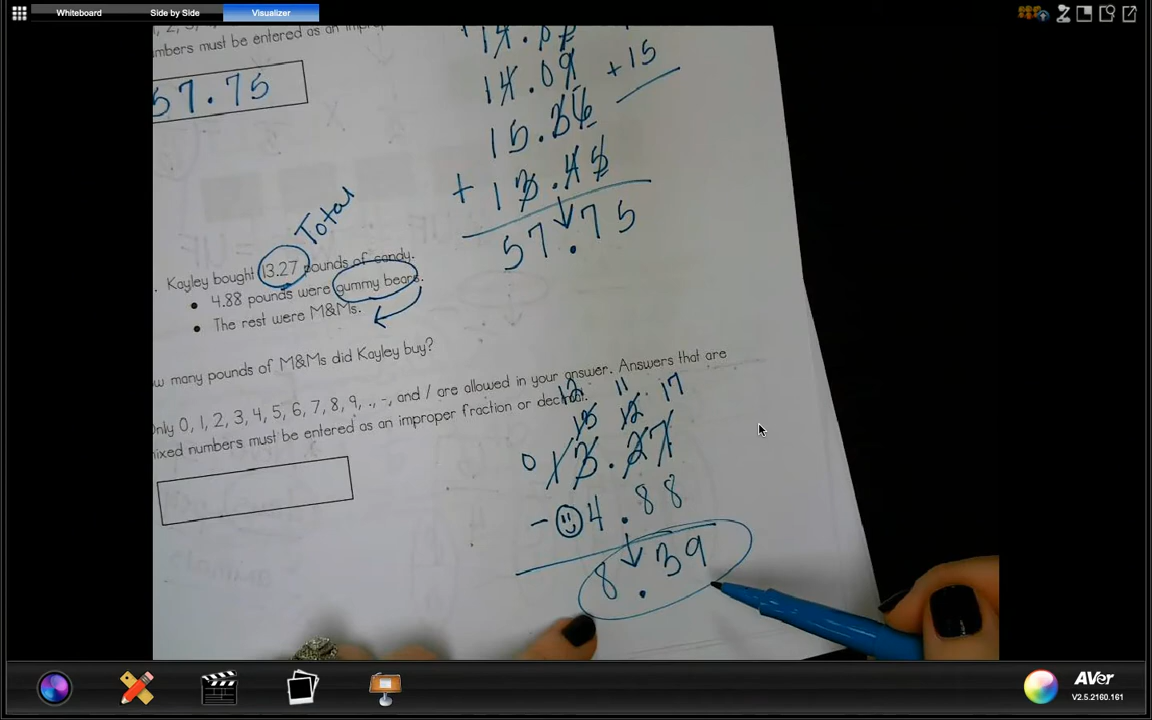 Whiteboard Side by Side Visualizer
mbers must be entered as an impro
57.75
14.09
+15
15.36
+ 13.45
57.75
Total
Kayley bought 13.27 pounds of candy.
• 4.88 pounds were gummy bears.
• The rest were M&Ms.
w many pounds of M&Ms did Kayley buy?
nly 0, 1, 2, 3, 4, 5, 6, 7, 8, 9, ., -, and / are allowed in your answer. Answers that are
ixed numbers must be entered as an improper fraction or decimal.
12 11 17
13 12
0 13.27
- 4.88
8.39
AVer
V2.5.2160.161